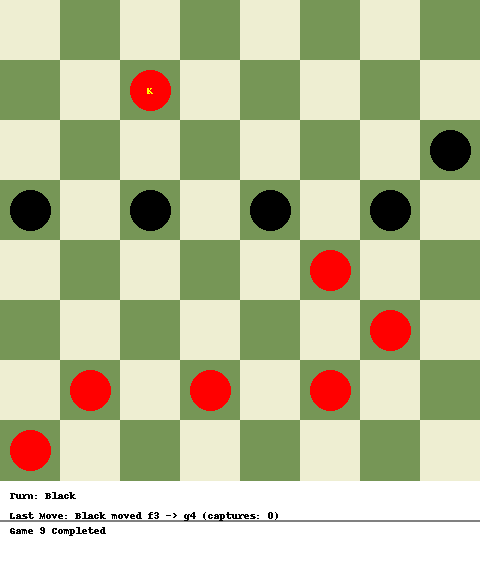 K
Turn: Black
Last Move: Black moved f3 -> g4 (captures: 0)
Game 9 Completed